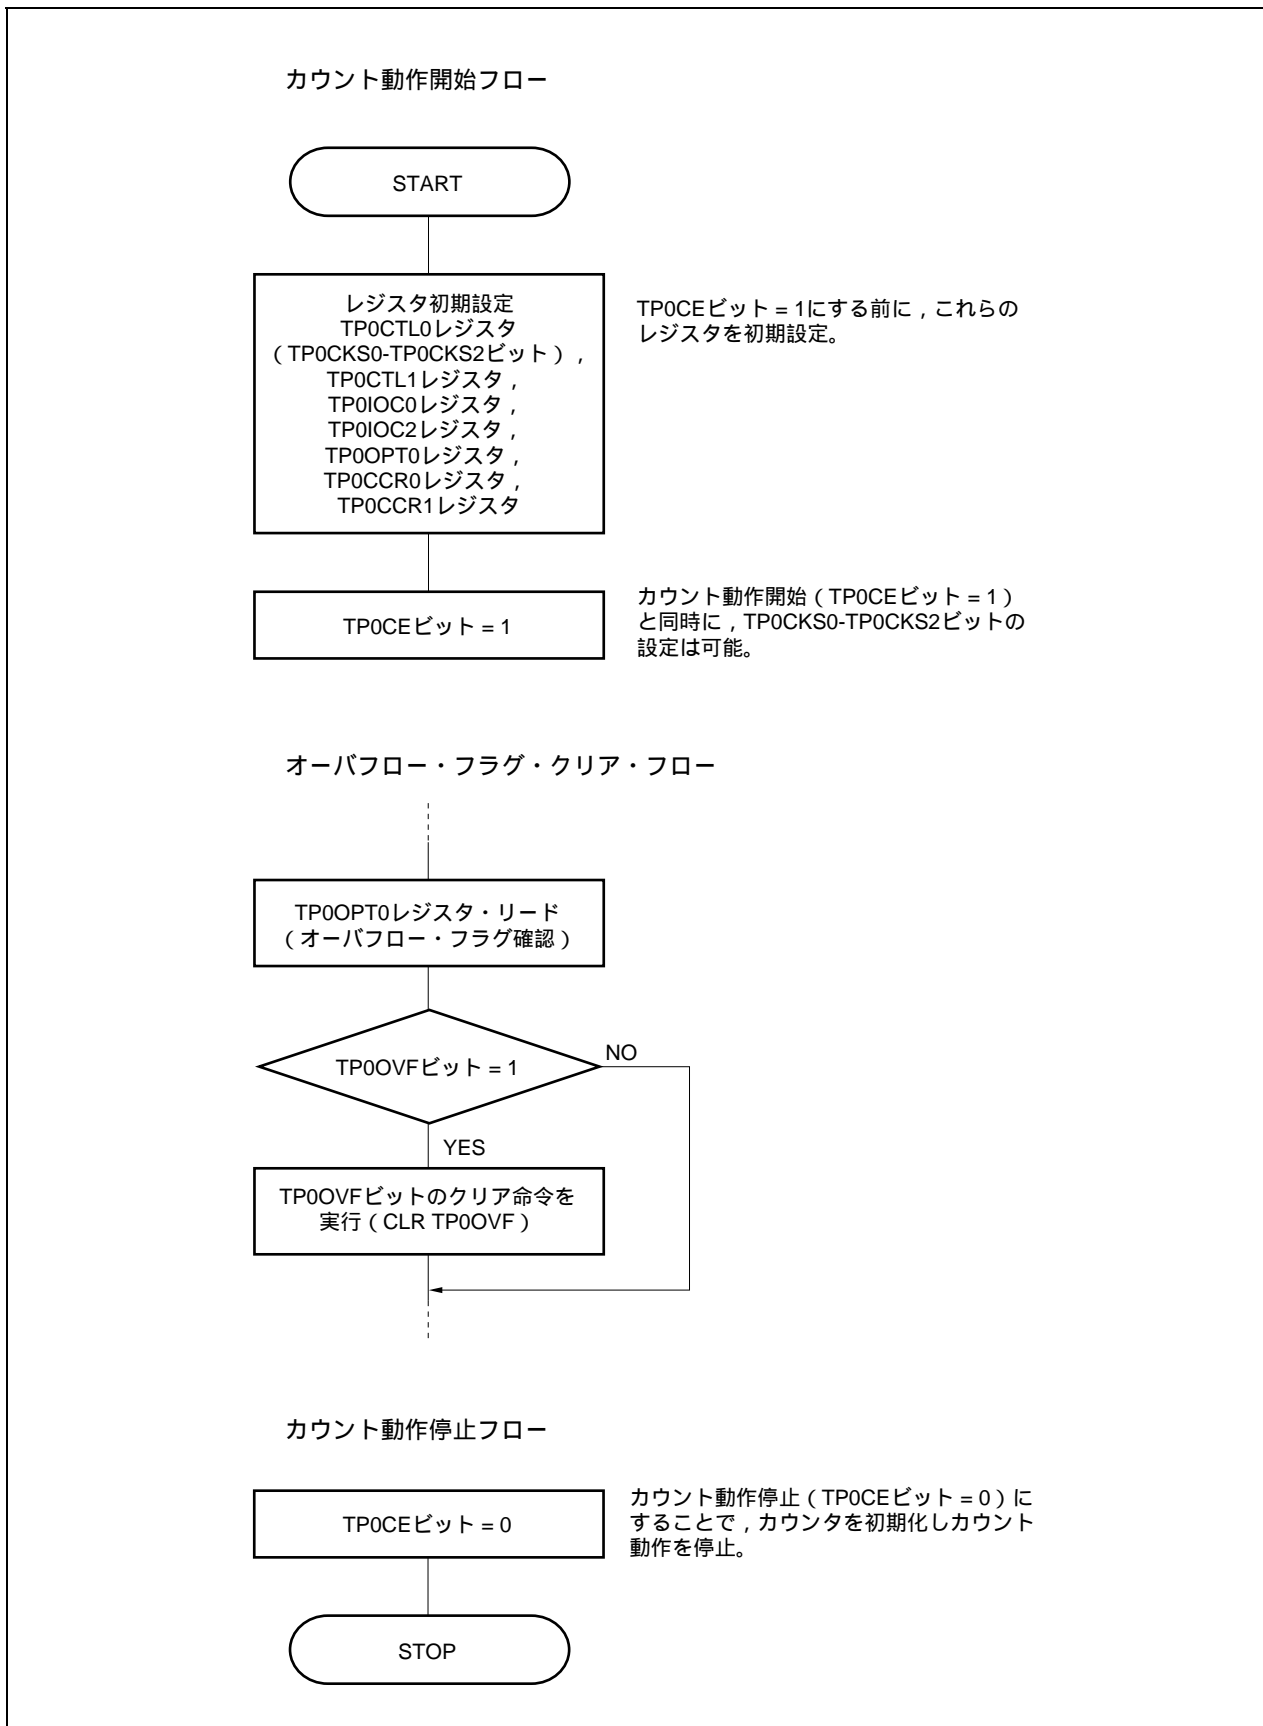 カウント動作開始フロー
START
レジスタ初期設定
TP0CTL0レジスタ
（TP0CKS0-TP0CKS2ビット），
TP0CTL1レジスタ，
TP0IOC0レジスタ，
TP0IOC2レジスタ，
TP0OPT0レジスタ，
TP0CCR0レジスタ，
TP0CCR1レジスタ
TP0CEビット = 1にする前に，これらの
レジスタを初期設定。
TP0CEビット = 1
カウント動作開始（TP0CEビット = 1）
と同時に，TP0CKS0-TP0CKS2ビットの
設定は可能。
オーバフロー・フラグ・クリア・フロー
TP0OPT0レジスタ・リード
（オーバフロー・フラグ確認）
TP0OVFビット = 1
NO
YES
TP0OVFビットのクリア命令を
実行（CLR TP0OVF）
カウント動作停止フロー
TP0CEビット = 0
カウント動作停止（TP0CEビット = 0）に
することで，カウンタを初期化しカウント
動作を停止。
STOP